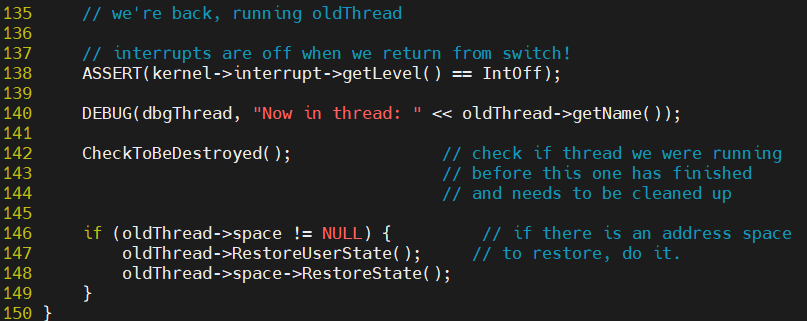 135     // we're back, running oldThread
136
137     // interrupts are off when we return from switch!
138     ASSERT(kernel->interrupt->getLevel() == IntOff);
139
140     DEBUG(dbgThread, "Now in thread: " << oldThread->getName());
141
142     CheckToBeDestroyed();               // check if thread we were running
143                                         // before this one has finished
144                                         // and needs to be cleaned up
145
146     if (oldThread->space != NULL) {         // if there is an address space
147         oldThread->RestoreUserState();     // to restore, do it.
148         oldThread->space->RestoreState();
149     }
150 }